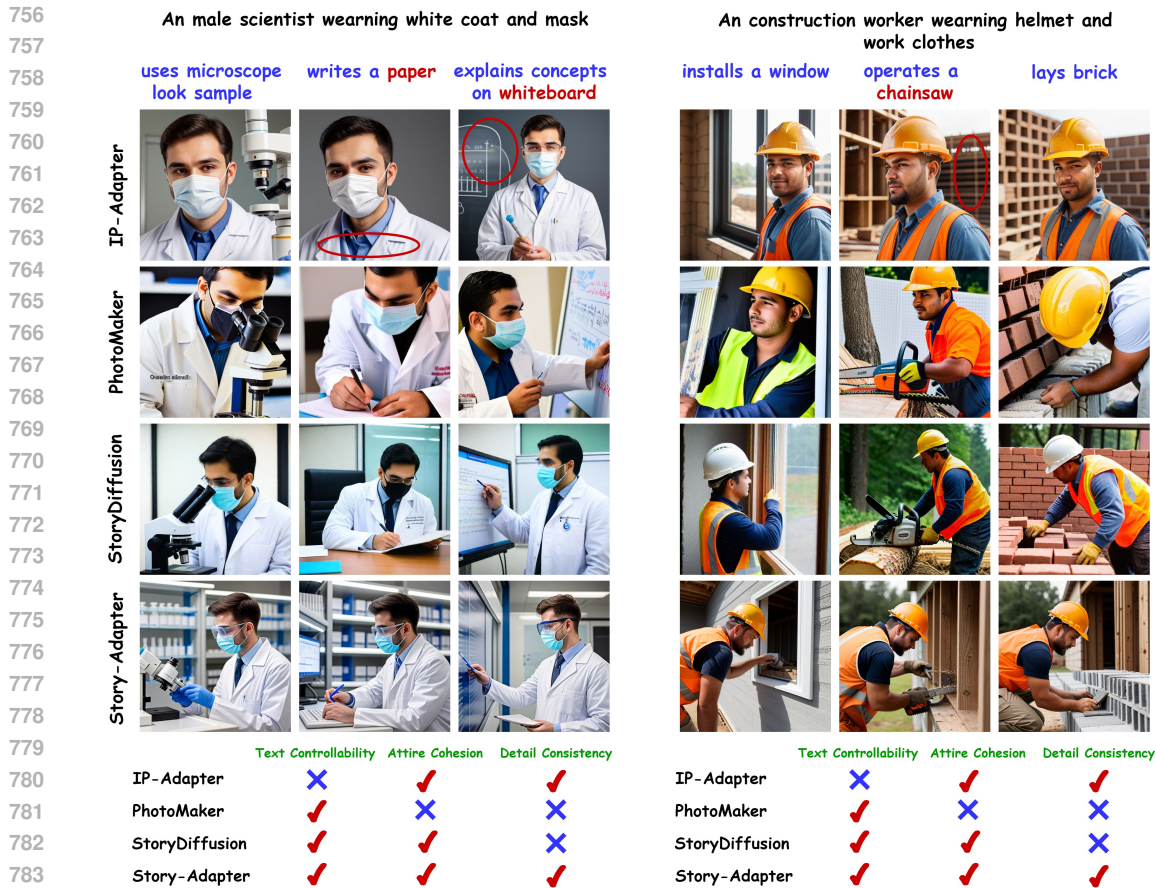 756
757
758
759
760
761
762
763
764
765
766
767
768
769
770
771
772
773
774
775
776
777
778
779
780
781
782
783
An male scientist wearning white coat and mask
uses microscope
look sample
writes a paper
explains concepts
on whiteboard
An construction worker wearning helmet and
work clothes
installs a window
operates a
chainsaw
lays brick
IP-Adapter
PhotoMaker
StoryDiffusion
Story-Adapter
Text Controllability Attire Cohesion Detail Consistency
IP-Adapter
PhotoMaker
StoryDiffusion
Story-Adapter
Text Controllability Attire Cohesion Detail Consistency
IP-Adapter
PhotoMaker
StoryDiffusion
Story-Adapter